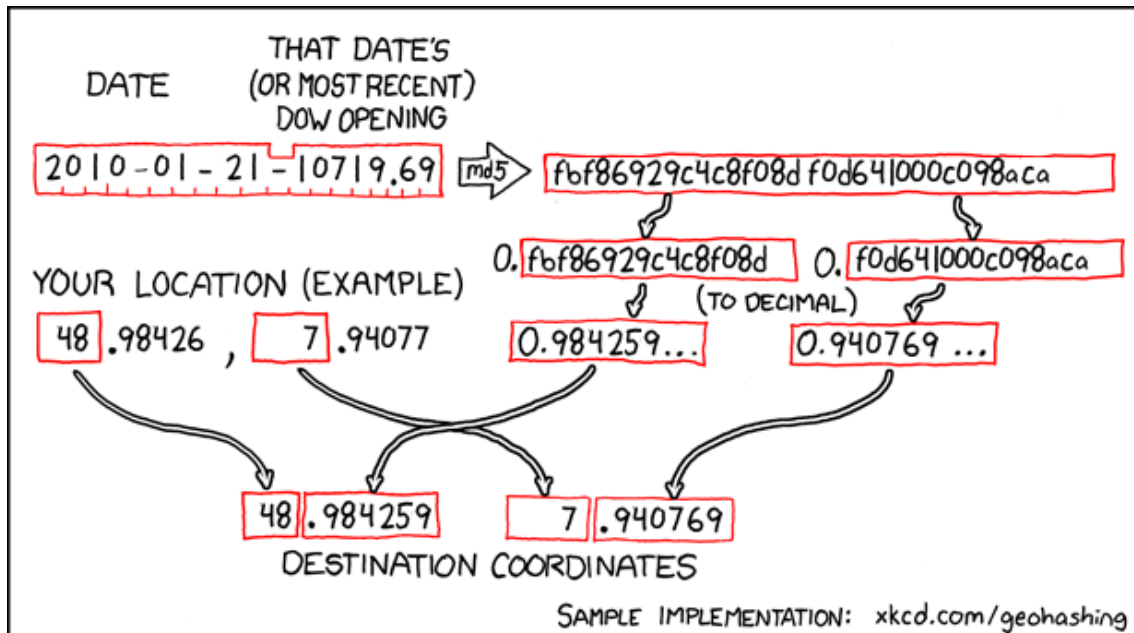 DATE
THAT DATE'S
(OR MOST RECENT)
DOW OPENING
2010-01-21-10719.69
md5
fbf86929c4c8f08df0d641000c098aca
0.fbf86929c4c8f08d
0.f0d641000c098aca
YOUR LOCATION (EXAMPLE)
(TO DECIMAL)
48.98426, 7.94077
0.984259...
0.940769...
48.984259
7.940769
DESTINATION COORDINATES
SAMPLE IMPLEMENTATION: xkcd.com/geohashing